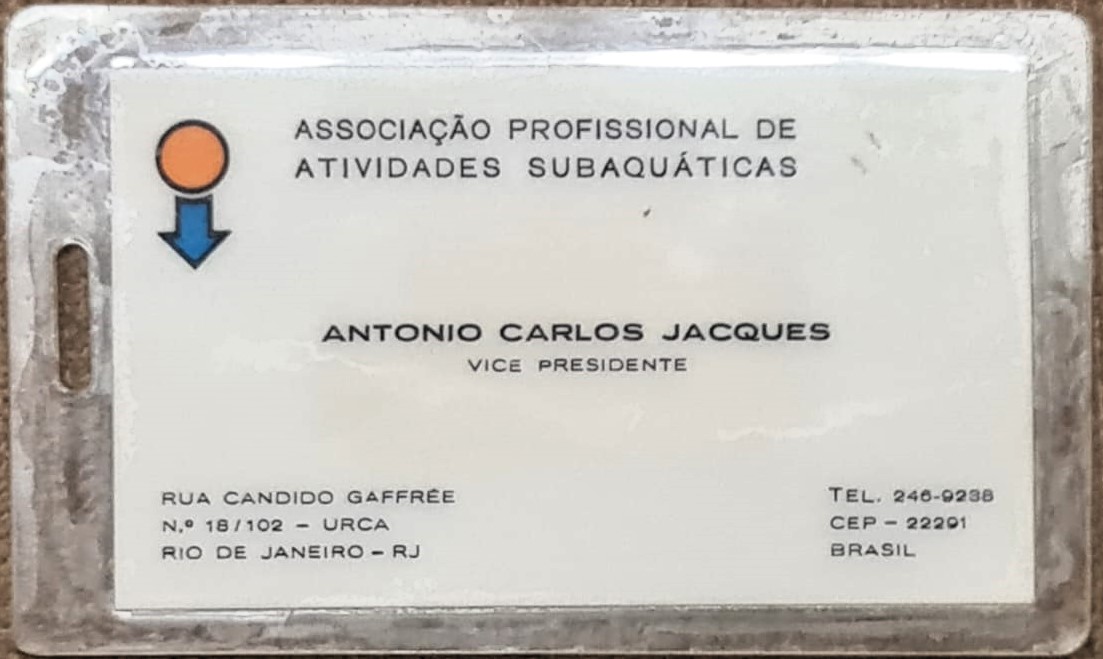 ASSOCIAÇÃO PROFISSIONAL DE
ATIVIDADES SUBAQUÁTICAS
ANTONIO CARLOS JACQUES
VICE PRESIDENTE
RUA CANDIDO GAFFRÉE
N.º 18/102 – URCA
RIO DE JANEIRO – RJ
TEL. 246-9238
CEP – 22291
BRASIL